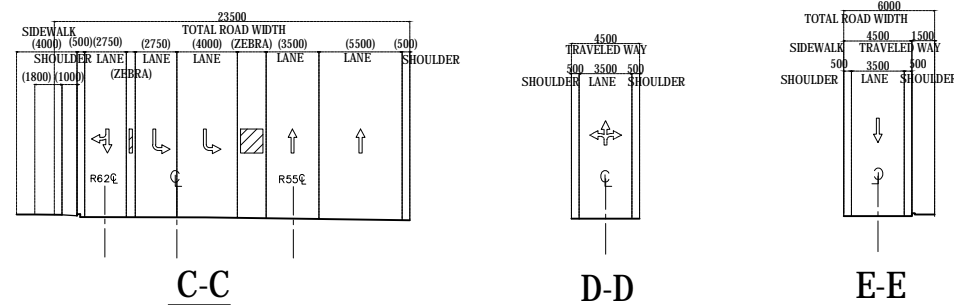 23500
TOTAL ROAD WIDTH
SIDEWALK
(4000) (500) (2750) (2750) (4000) (ZEBRA) (3500) (5500) (500)
SHOULDER LANE LANE LANE LANE LANE SHOULDER
(ZEBRA)
(1800) (1000)
R62 ℄ ℄ R55 ℄
C-C
4500
TRAVELED WAY
500 3500 500
SHOULDER LANE SHOULDER
℄
D-D
6000
TOTAL ROAD WIDTH
4500 1500
SIDEWALK TRAVELED WAY
500 3500 500
SHOULDER LANE SHOULDER
℄
E-E